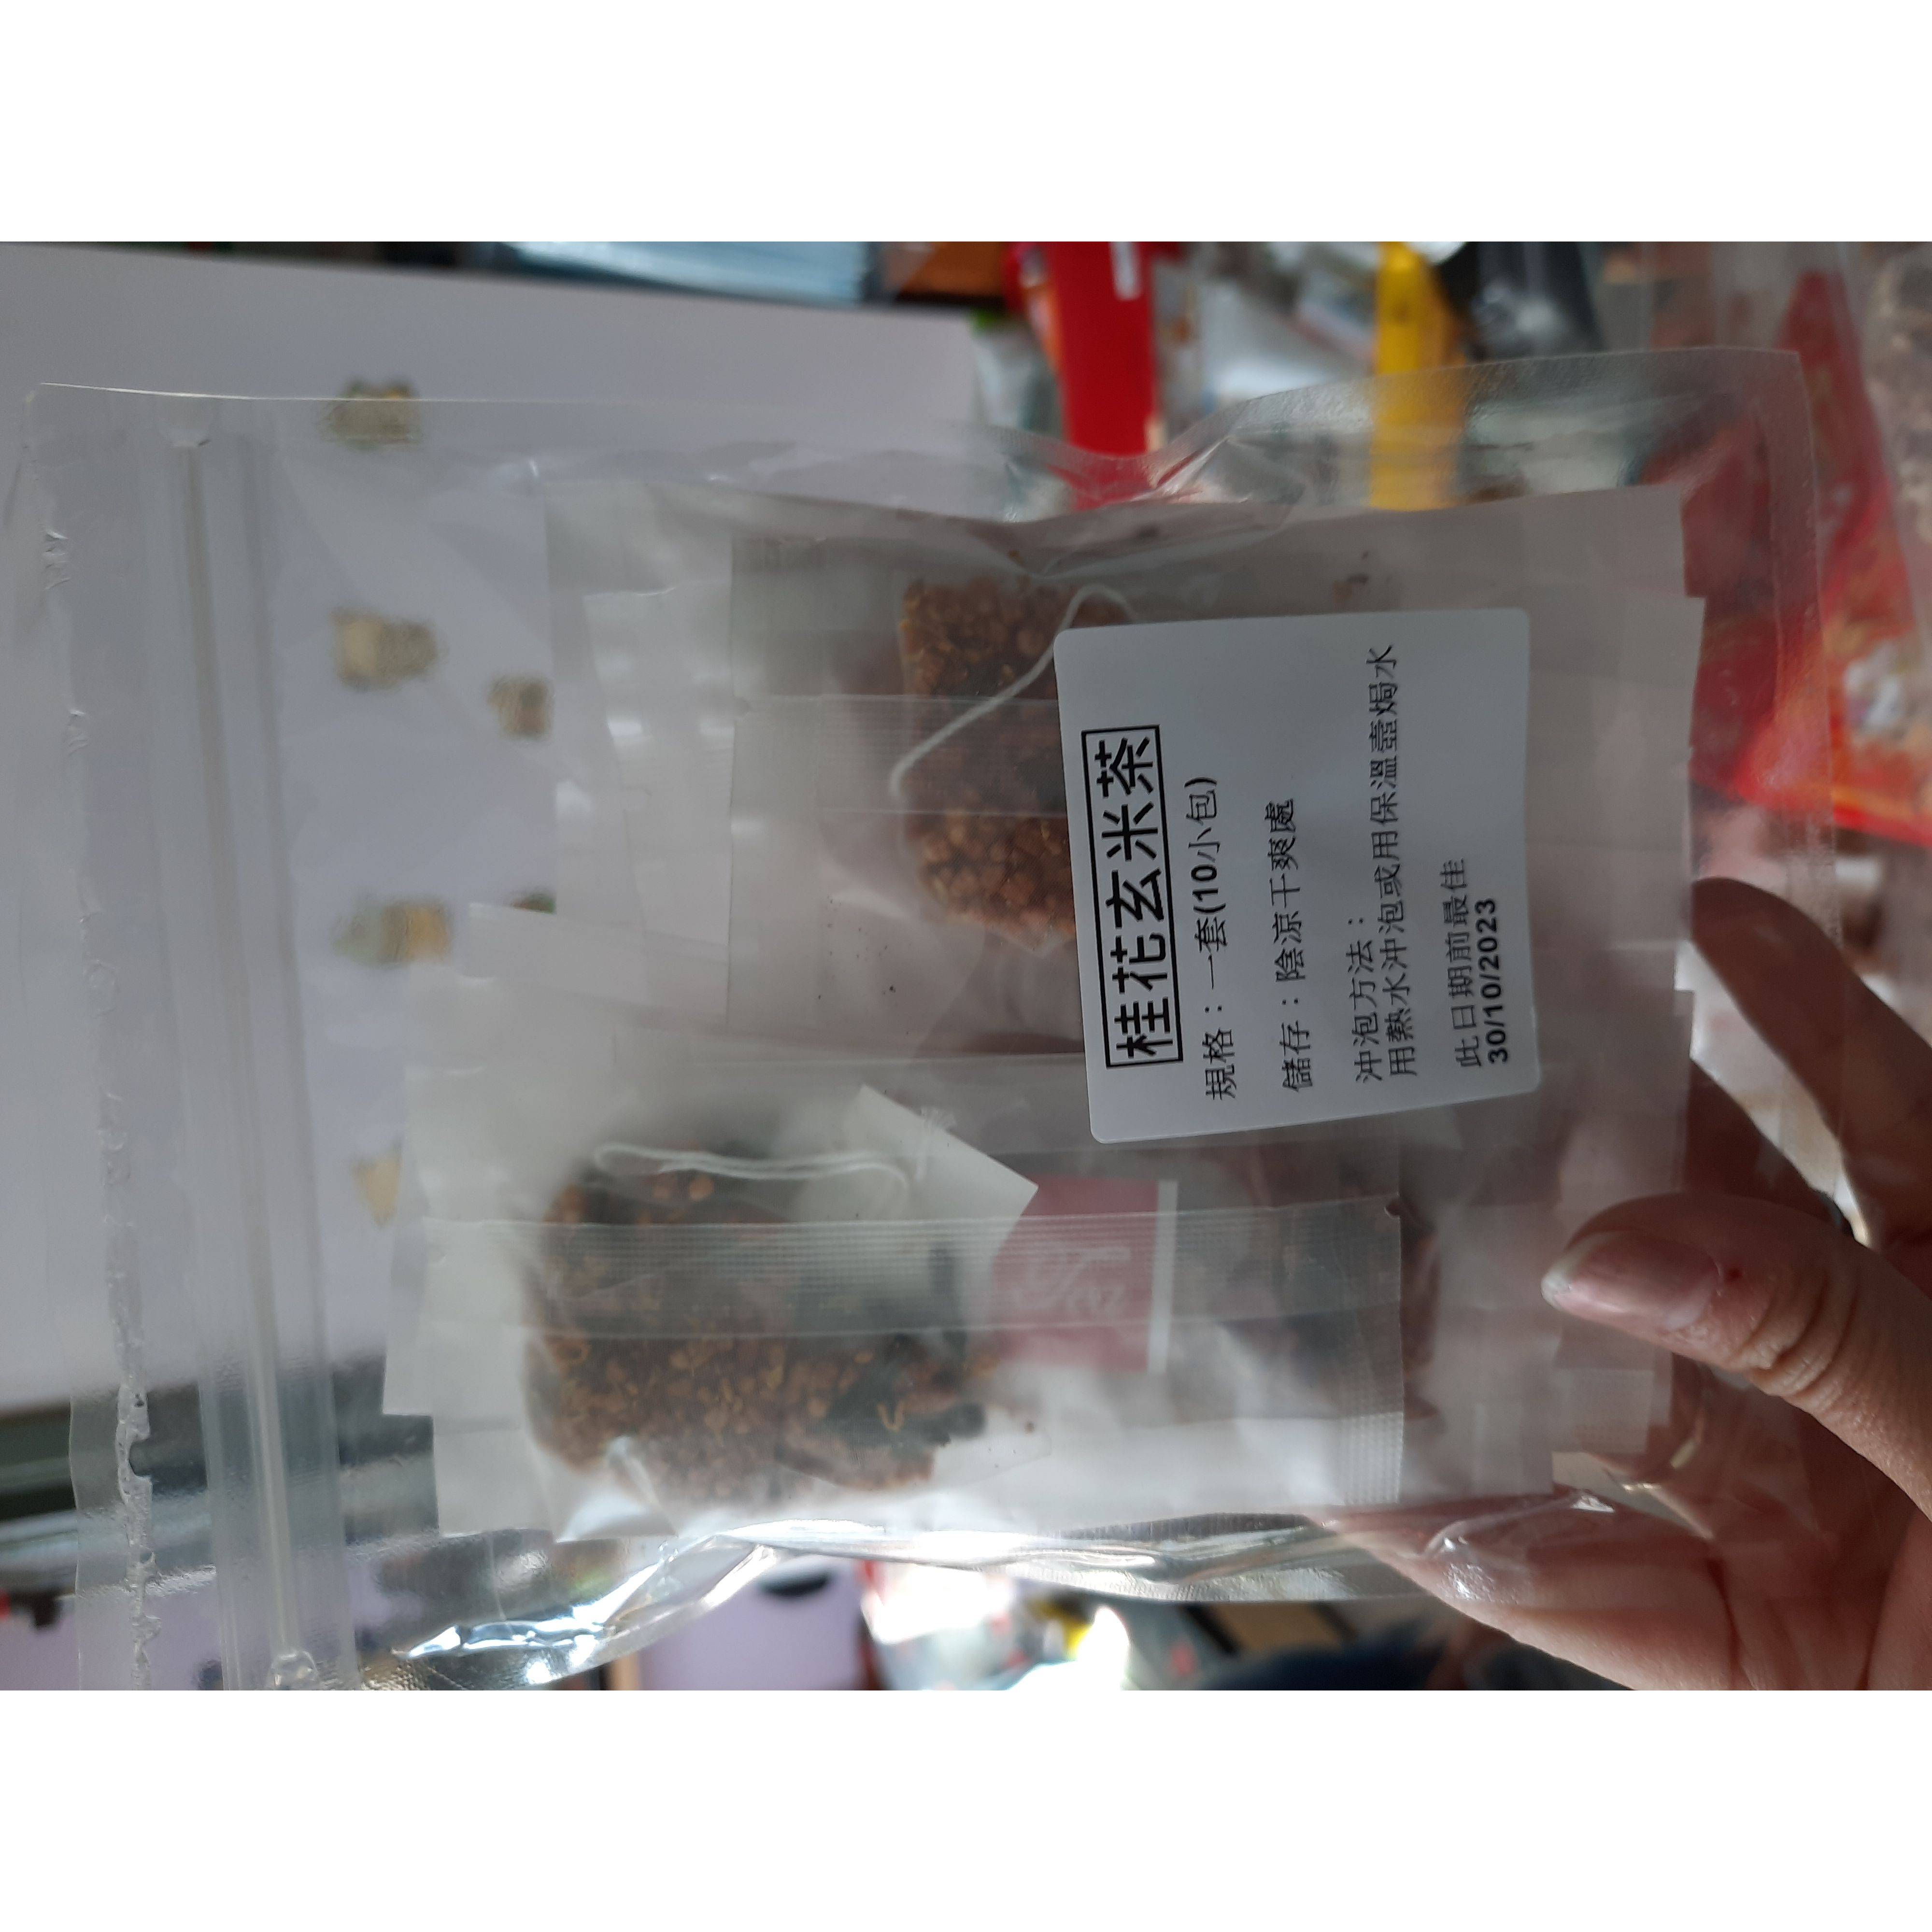 桂花玄米茶
規格：一套(10小包)
儲存：陰涼干爽處
沖泡方法：
用熱水沖泡或用保溫壺焗水
此日期前最佳
30/10/2023